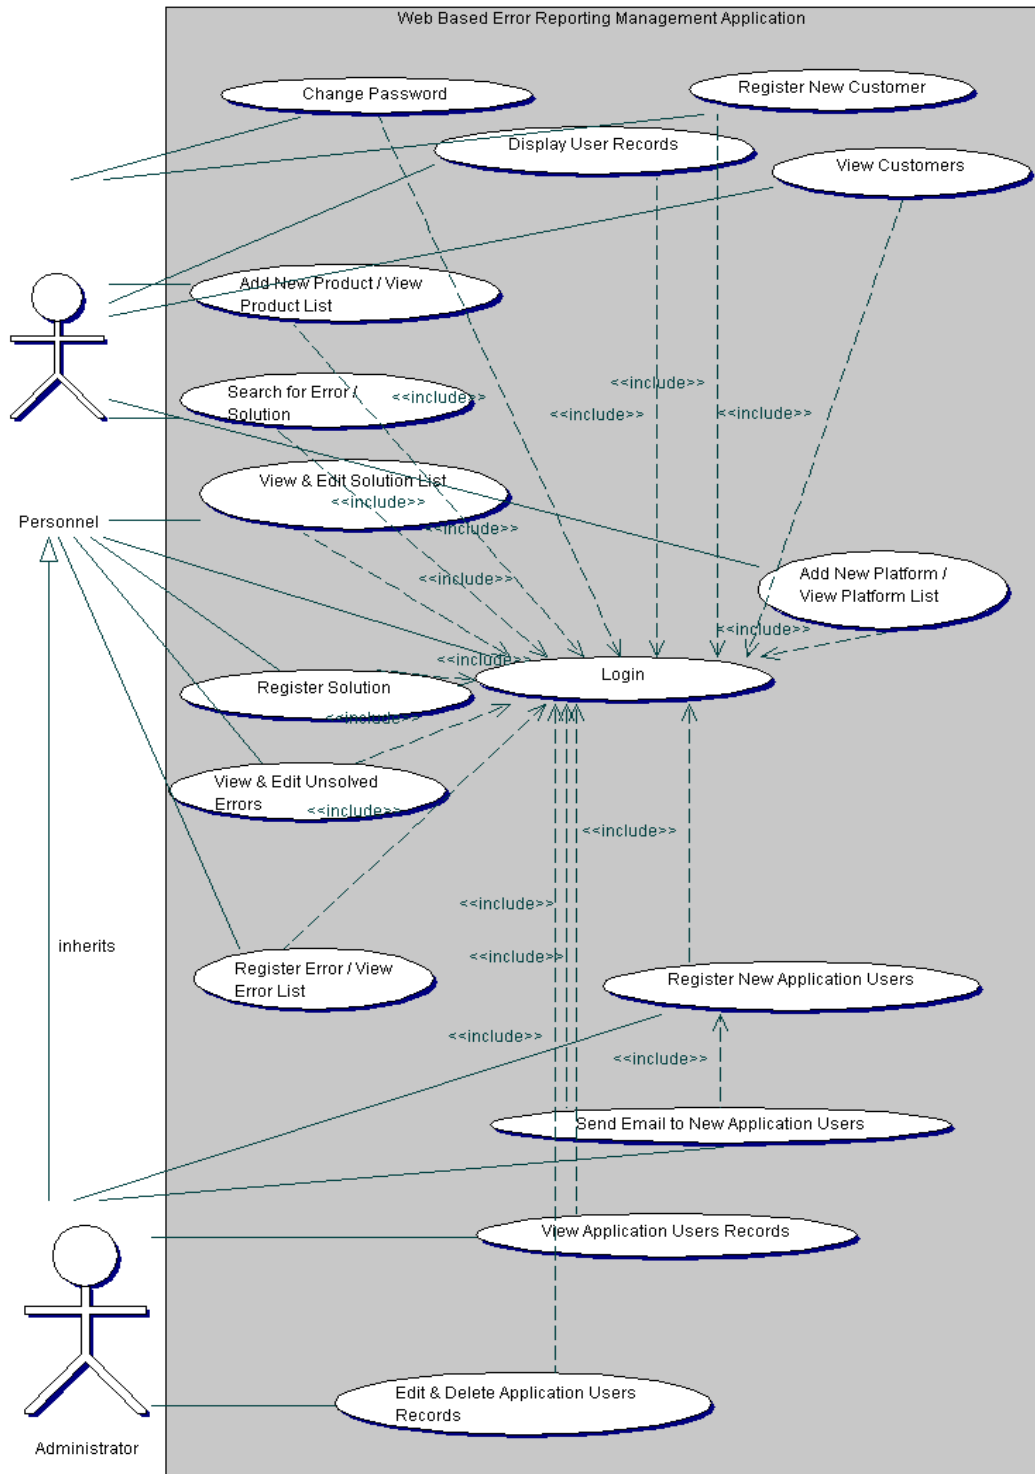 Web Based Error Reporting Management Application
Change Password
Register New Customer
Display User Records
View Customers
Add New Product / View
Product List
Search for Error /
Solution
<<include>>
<<include>>
<<include>>
<<include>>
View & Edit Solution List
<<include>>
<<include>>
Personnel
<<include>>
Add New Platform /
View Platform List
<<include>>
<<include>>
Login
Register Solution
<<include>>
View & Edit Unsolved
Errors
<<include>>
<<include>>
<<include>>
inherits
<<include>>
Register Error / View
Error List
Register New Application Users
<<include>>
<<include>>
Send Email to New Application Users
View Application Users Records
Edit & Delete Application Users
Records
Administrator